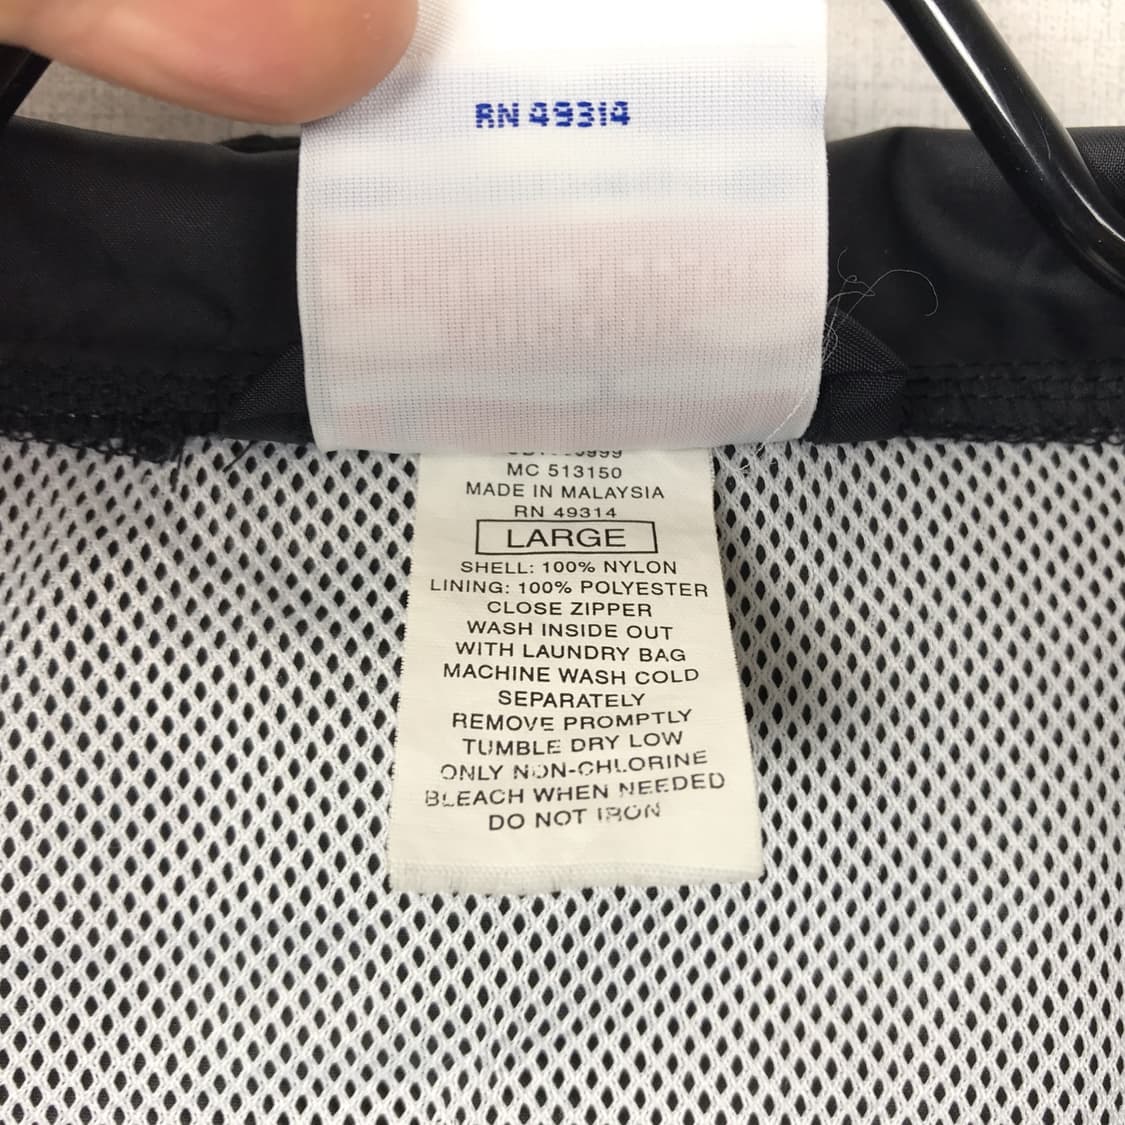 RN 49314
MC 513150
MADE IN MALAYSIA
RN 49314
LARGE
SHELL: 100% NYLON
LINING: 100% POLYESTER
CLOSE ZIPPER
WASH INSIDE OUT
WITH LAUNDRY BAG
MACHINE WASH COLD
SEPARATELY
REMOVE PROMPTLY
TUMBLE DRY LOW
ONLY NON-CHLORINE
BLEACH WHEN NEEDED
DO NOT IRON